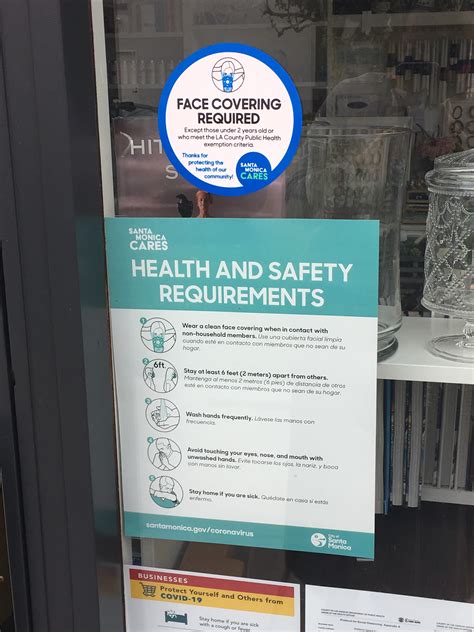 FACE COVERING
REQUIRED
Except those under 2 years old or
who meet the LA County Public Health
exemption criteria.
Thanks for
protecting the
health of our
community!
SANTA
MONICA
CARES
HIT
S
SANTA
MONICA
CARES
HEALTH AND SAFETY
REQUIREMENTS
1
Wear a clean face covering when in contact with
non-household members. Use una cubierta facial limpia
cuando esté en contacto con miembros que no sean de su
hogar.
2
6ft.
Stay at least 6 feet (2 meters) apart from others.
Mantenga al menos 2 metros (6 pies) de distancia de otros
esté en contacto con miembros que no sean de su hogar.
3
Wash hands frequently. Lávese las manos con
frecuencia.
4
Avoid touching your eyes, nose, and mouth with
unwashed hands. Evite tocarse los ojos, la nariz, y boca
con manos sin lavar.
5
Stay home if you are sick. Quédate en casa si estás
enfermo.
santamonica.gov/coronavirus
City of
Santa
Monica
BUSINESSES
Protect Yourself and Others from
COVID-19
Stay home if you are sick
with a cough or fever